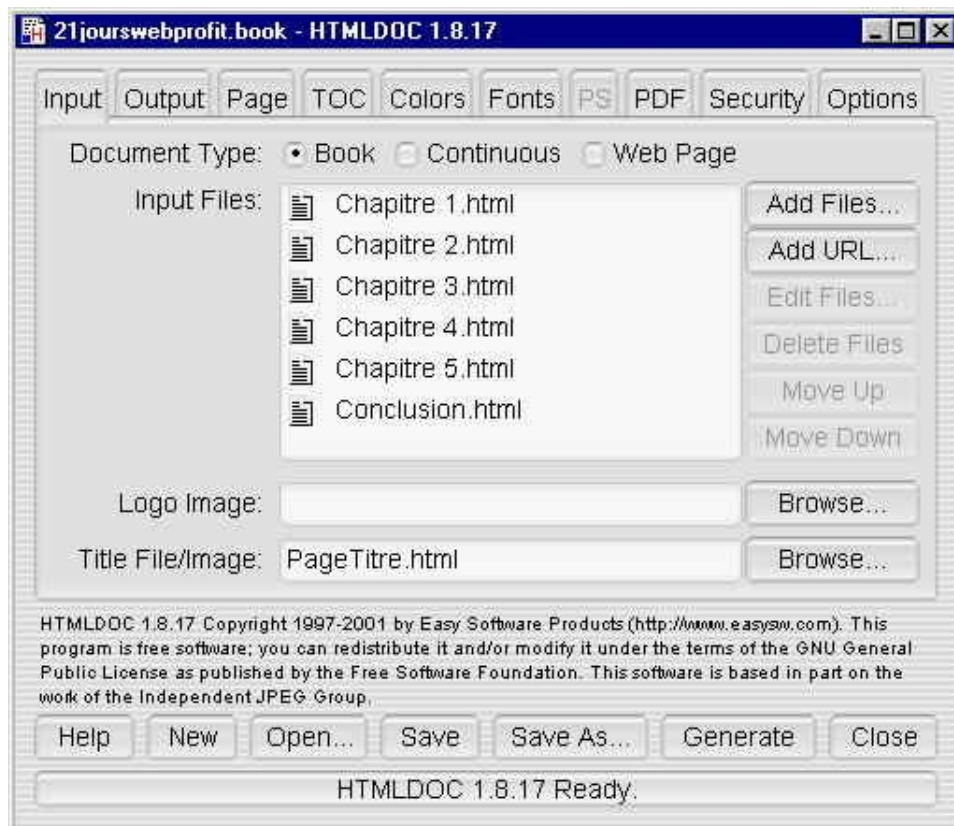 21jourswebprofit.book - HTMLDOC 1.8.17
Input Output Page TOC Colors Fonts PS PDF Security Options
Document Type: Book Continuous Web Page
Input Files: Chapitre 1.html Add Files...
Chapitre 2.html Add URL...
Chapitre 3.html Edit Files...
Chapitre 4.html Delete Files
Chapitre 5.html Move Up
Conclusion.html Move Down
Logo Image: Browse...
Title File/Image: PageTitre.html Browse...
HTMLDOC 1.8.17 Copyright 1997-2001 by Easy Software Products (http://www.easysw.com). This
program is free software; you can redistribute it and/or modify it under the terms of the GNU General
Public License as published by the Free Software Foundation. This software is based in part on the
work of the Independent JPEG Group.
Help New Open... Save Save As... Generate Close
HTMLDOC 1.8.17 Ready.